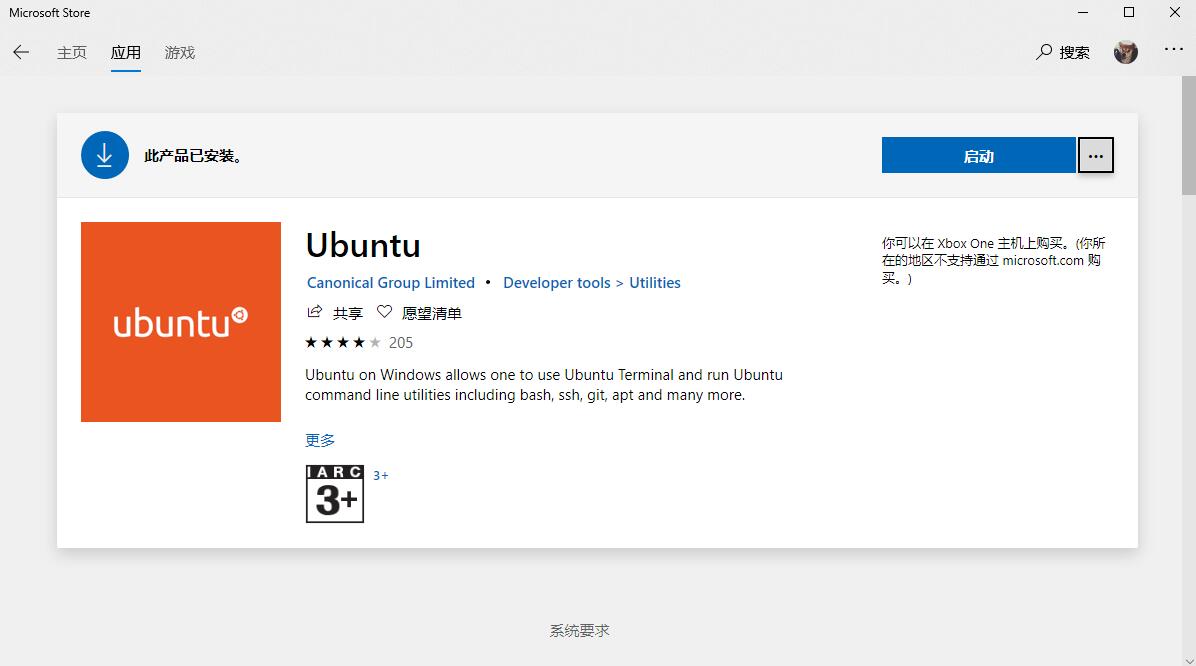 Microsoft Store
主页 应用 游戏 搜索
此产品已安装。 启动
ubuntu
Ubuntu
Canonical Group Limited • Developer tools > Utilities
共享 愿望清单
205
Ubuntu on Windows allows one to use Ubuntu Terminal and run Ubuntu
command line utilities including bash, ssh, git, apt and many more.
更多
IARC
3+
3+
你可以在 Xbox One 主机上购买。(你所
在的地区不支持通过 microsoft.com 购
买。)
系统要求